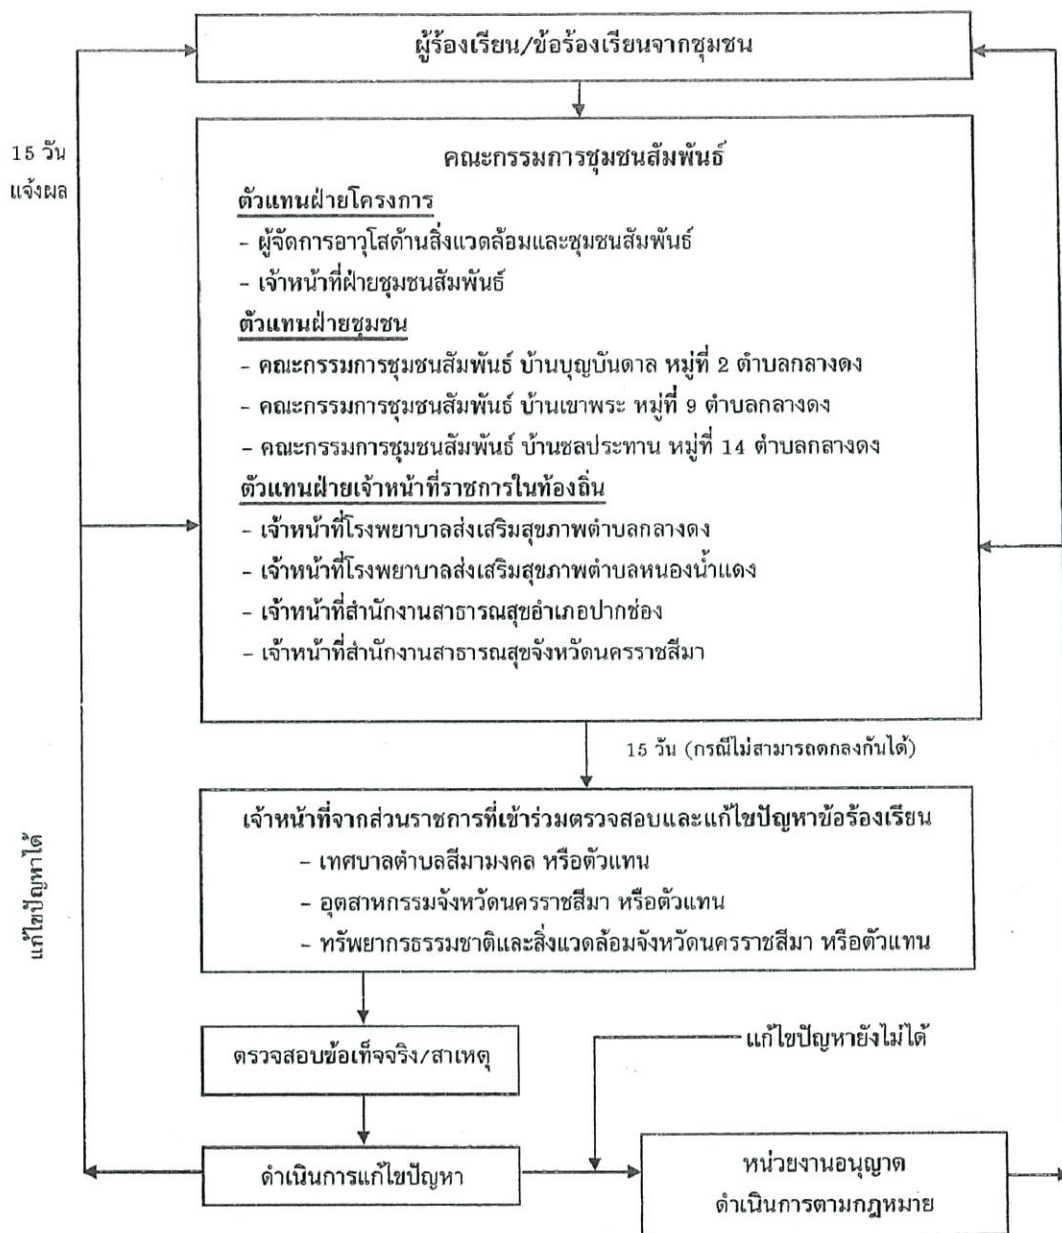 ผู้ร้องเรียน/ข้อร้องเรียนจากชุมชน
15 วัน
แจ้งผล
คณะกรรมการชุมชนสัมพันธ์
ตัวแทนฝ่ายโครงการ
- ผู้จัดการอาวุโสด้านสิ่งแวดล้อมและชุมชนสัมพันธ์
- เจ้าหน้าที่ฝ่ายชุมชนสัมพันธ์
ตัวแทนฝ่ายชุมชน
- คณะกรรมการชุมชนสัมพันธ์ บ้านบุญบันดาล หมู่ที่ 2 ตำบลกลางดง
- คณะกรรมการชุมชนสัมพันธ์ บ้านเขาพระ หมู่ที่ 9 ตำบลกลางดง
- คณะกรรมการชุมชนสัมพันธ์ บ้านชลประทาน หมู่ที่ 14 ตำบลกลางดง
ตัวแทนฝ่ายเจ้าหน้าที่ราชการในท้องถิ่น
- เจ้าหน้าที่โรงพยาบาลส่งเสริมสุขภาพตำบลกลางดง
- เจ้าหน้าที่โรงพยาบาลส่งเสริมสุขภาพตำบลหนองน้ำแดง
- เจ้าหน้าที่สำนักงานสาธารณสุขอำเภอปากช่อง
- เจ้าหน้าที่สำนักงานสาธารณสุขจังหวัดนครราชสีมา
15 วัน (กรณีไม่สามารถตกลงกันได้)
เจ้าหน้าที่จากส่วนราชการที่เข้าร่วมตรวจสอบและแก้ไขปัญหาข้อร้องเรียน
- เทศบาลตำบลสีมามงคล หรือตัวแทน
- อุตสาหกรรมจังหวัดนครราชสีมา หรือตัวแทน
- ทรัพยากรธรรมชาติและสิ่งแวดล้อมจังหวัดนครราชสีมา หรือตัวแทน
แก้ไขปัญหาได้
ตรวจสอบข้อเท็จจริง/สาเหตุ
แก้ไขปัญหายังไม่ได้
ดำเนินการแก้ไขปัญหา
หน่วยงานอนุญาต
ดำเนินการตามกฎหมาย